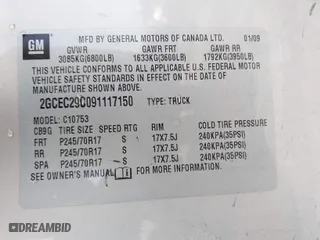 GM
MFD BY GENERAL MOTORS OF CANADA LTD. 01/09
GVWR GAWR FRT GAWR RR
3085KG(6800LB) 1633KG(3600LB) 1792KG(3950LB)
THIS VEHICLE CONFORMS TO ALL APPLICABLE U.S. FEDERAL MOTOR
VEHICLE SAFETY STANDARDS IN EFFECT ON THE DATE OF
MANUFACTURE SHOWN ABOVE.
2GCEC29C091117150 TYPE: TRUCK
MODEL: C10753
CB9G TIRE SIZE SPEED RTG RIM COLD TIRE PRESSURE
FRT P245/70R17 S 17X7.5J 240KPA(35PSI)
RR P245/70R17 S 17X7.5J 240KPA(35PSI)
SPA P245/70R17 S 17X7.5J 240KPA(35PSI)
SEE OWNER'S MANUAL FOR MORE INFORMATION.
DREAMBID